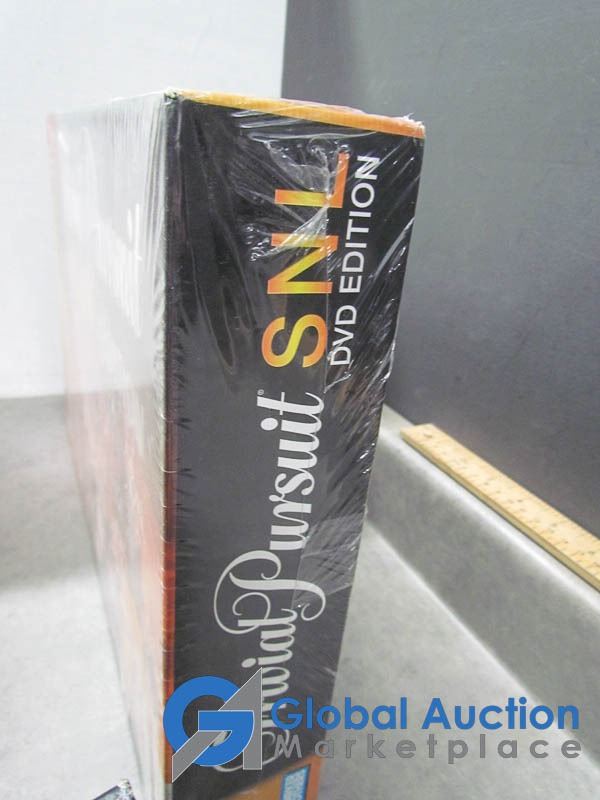 Trivial Pursuit®
SNL
DVD EDITION
Global Auction
Marketplace